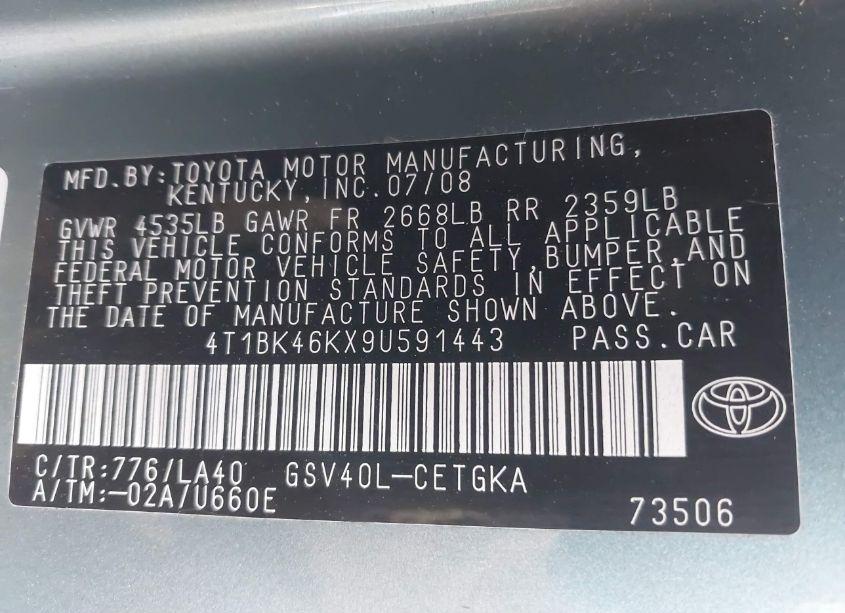 MFD.BY:TOYOTA MOTOR MANUFACTURING,
KENTUCKY,INC.07/08
GVWR 4535LB GAWR FR 2668LB RR 2359LB
THIS VEHICLE CONFORMS TO ALL APPLICABLE
FEDERAL MOTOR VEHICLE SAFETY,BUMPER,AND
THEFT PREVENTION STANDARDS IN EFFECT ON
THE DATE OF MANUFACTURE SHOWN ABOVE.
4T1BK46KX9U591443 PASS.CAR
C/TR:776/LA40 GSV40L-CETGKA
A/TM:-02A/U660E
73506